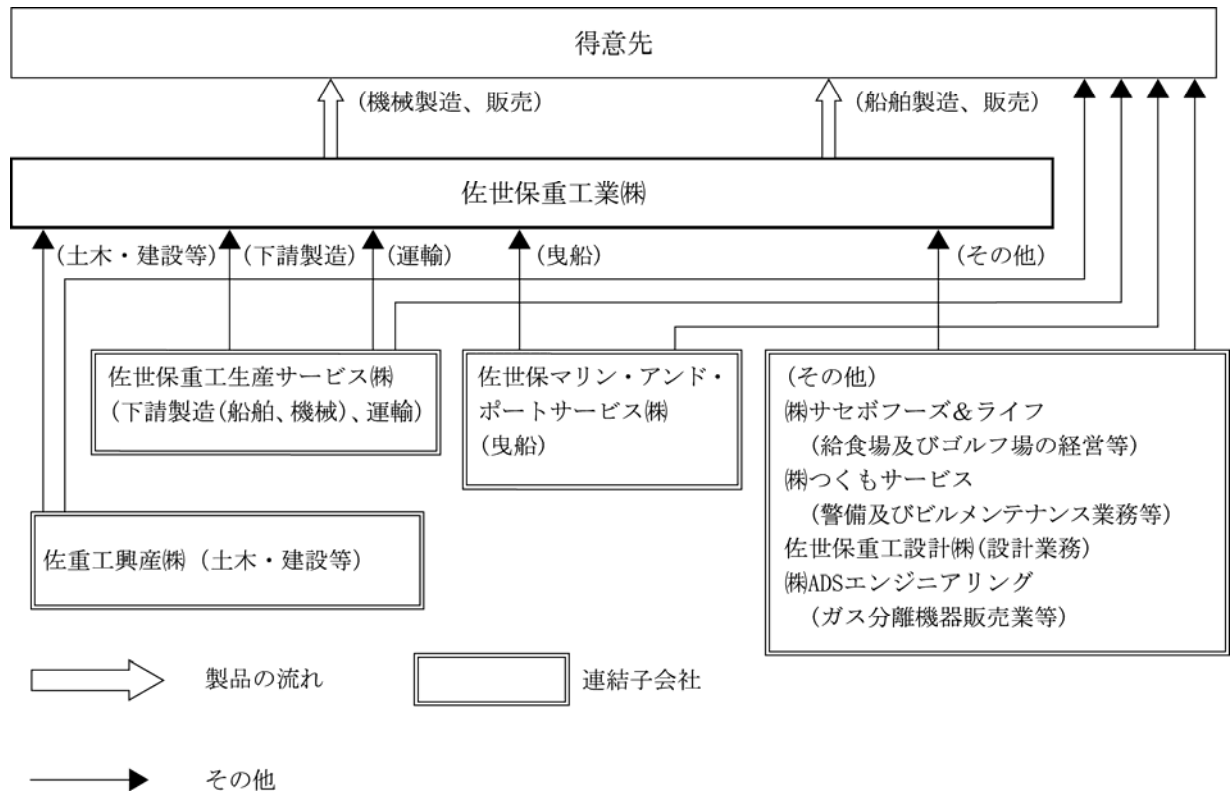 得意先
(機械製造、販売)
(船舶製造、販売)
佐世保重工業㈱
(土木・建設等)
(下請製造)
(運輸)
(曳船)
(その他)
佐世保重工生産サービス㈱
(下請製造(船舶、機械)、運輸)
佐世保マリン・アンド・
ポートサービス㈱
(曳船)
(その他)
㈱サセボフーズ&ライフ
(給食場及びゴルフ場の経営等)
㈱つくもサービス
(警備及びビルメンテナンス業務等)
佐世保重工設計㈱(設計業務)
㈱ADSエンジニアリング
(ガス分離機器販売業等)
佐重工興産㈱ (土木・建設等)
製品の流れ
連結子会社
その他